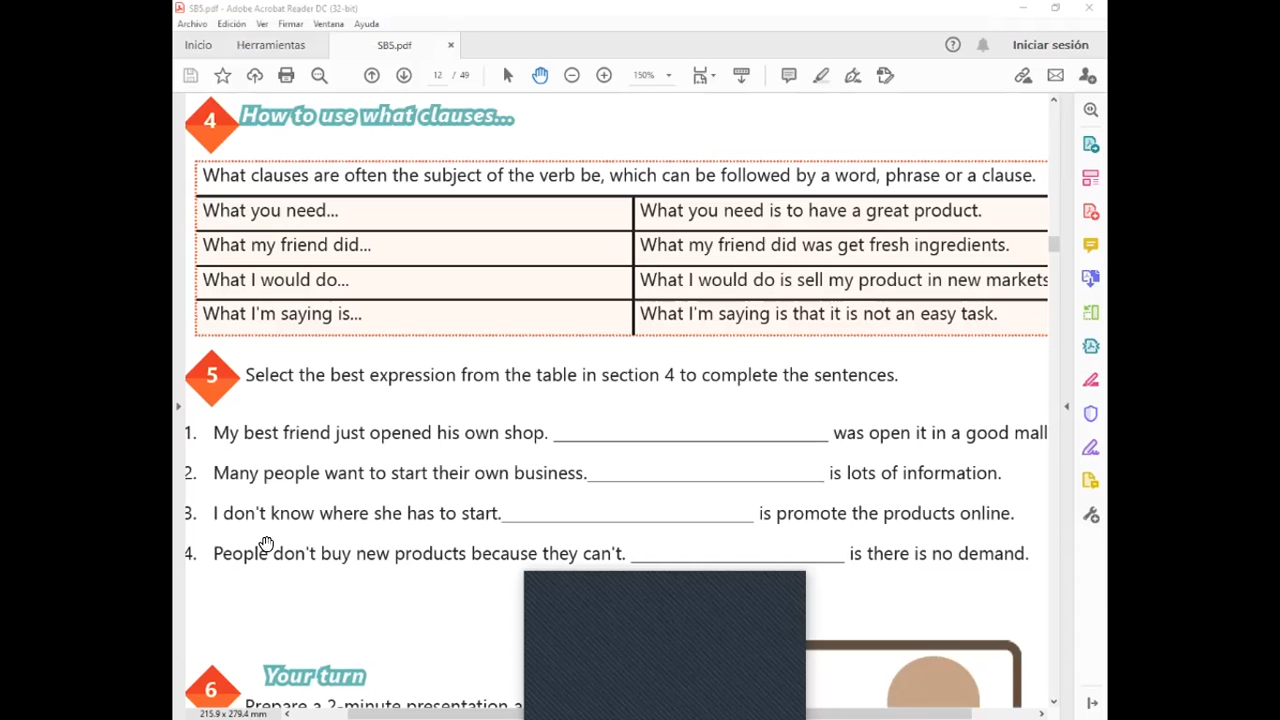 SB5.pdf - Adobe Acrobat Reader DC (32-bit)
Archivo Edición Ver Firmar Ventana Ayuda
Inicio Herramientas SB5.pdf × Iniciar sesión
12 / 49 150%
4 How to use what clauses...
What clauses are often the subject of the verb be, which can be followed by a word, phrase or a clause.
What you need... What you need is to have a great product.
What my friend did... What my friend did was get fresh ingredients.
What I would do... What I would do is sell my product in new markets
What I'm saying is... What I'm saying is that it is not an easy task.
5 Select the best expression from the table in section 4 to complete the sentences.
1. My best friend just opened his own shop. ____________ was open it in a good mall
2. Many people want to start their own business.____________ is lots of information.
3. I don't know where she has to start.____________ is promote the products online.
4. People don't buy new products because they can't. ____________ is there is no demand.
6 Your turn
Prepare a 2-minute presentation a
215.9 x 279.4 mm